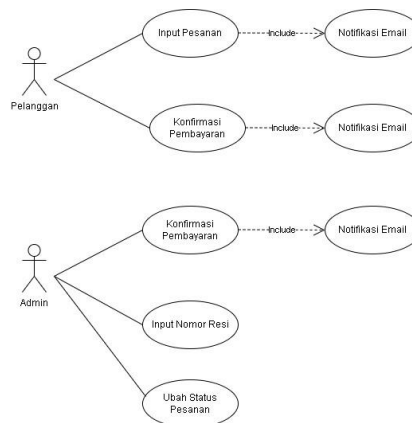 Input Pesanan
Include
Notifikasi Email
Pelanggan
Konfirmasi
Pembayaran
Include
Notifikasi Email
Konfirmasi
Pembayaran
Include
Notifikasi Email
Admin
Input Nomor Resi
Ubah Status
Pesanan